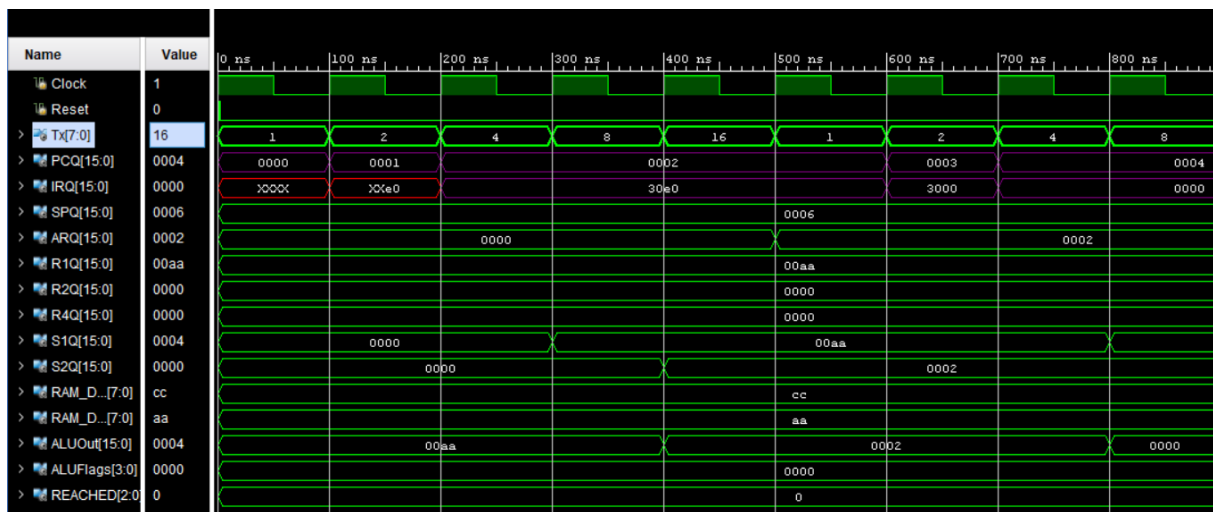 Name Value 0 ns 100 ns 200 ns 300 ns 400 ns 500 ns 600 ns 700 ns 800 ns
Clock 1
Reset 0
Tx[7:0] 16 1 2 4 8 16 1 2 4 8
PCQ[15:0] 0004 0000 0001 0002 0003 0004
IRQ[15:0] 0000 XXXX XXe0 30e0 3000 0000
SPQ[15:0] 0006 0006
ARQ[15:0] 0002 0000 0002
R1Q[15:0] 00aa 00aa
R2Q[15:0] 0000 0000
R4Q[15:0] 0000 0000
S1Q[15:0] 0004 0000 00aa
S2Q[15:0] 0000 0000 0002
RAM_D...[7:0] cc cc
RAM_D...[7:0] aa aa
ALUOut[15:0] 0004 00aa 0002 0000
ALUFlags[3:0] 0000 0000
REACHED[2:0 0 0